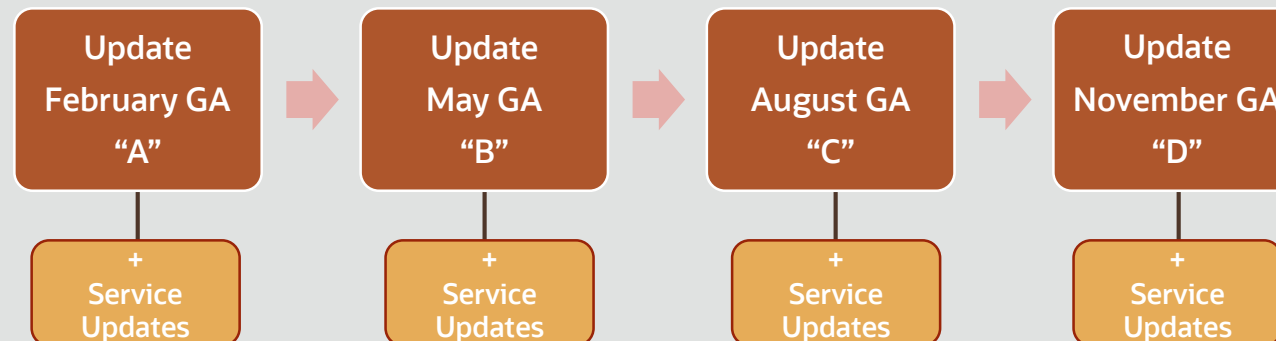 Update
February GA
“A”
Update
May GA
“B”
Update
August GA
“C”
Update
November GA
“D”
+
Service
Updates
+
Service
Updates
+
Service
Updates
+
Service
Updates